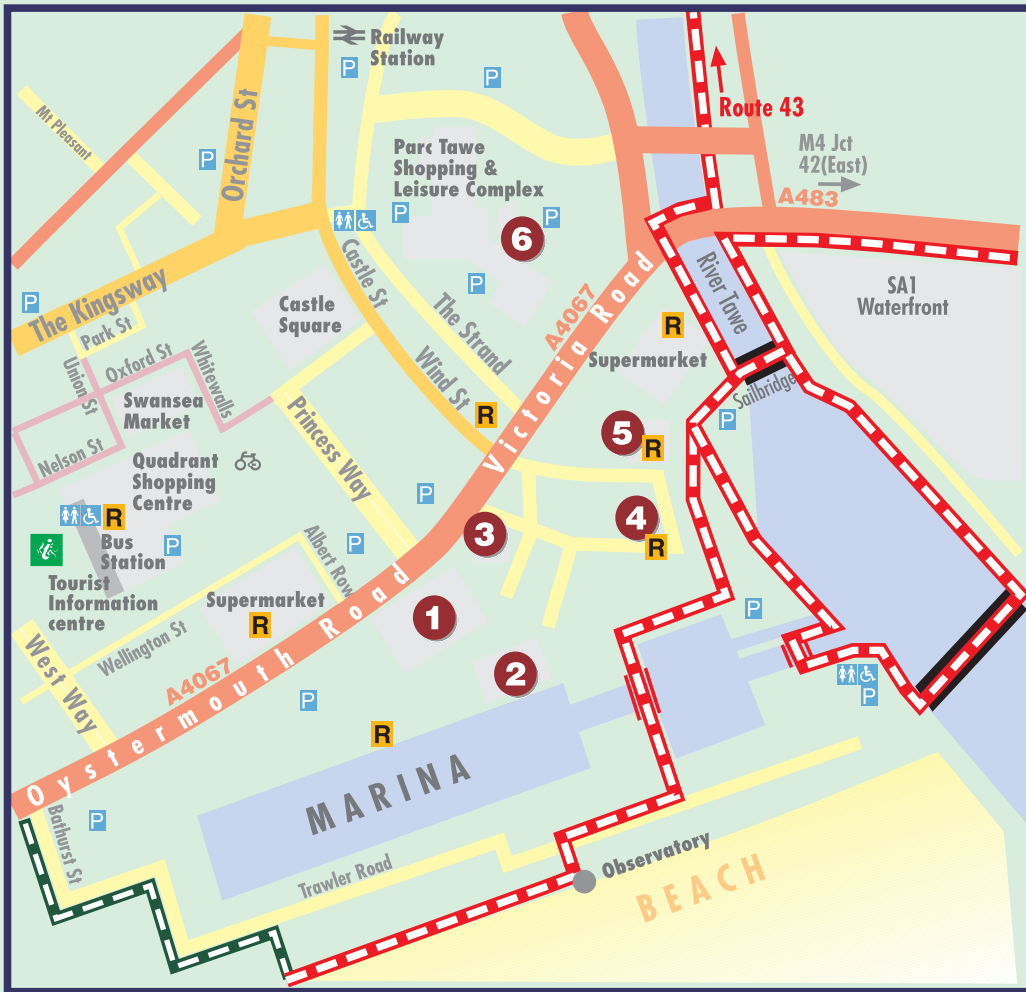 Railway
Station
P
P
Mt Pleasant
Orchard St
Route 43
Parc Tawe
Shopping &
Leisure Complex
M4 Jct
42(East)
A483
P
P
P
6
Castle St
The Strand
P
River Tawe
SA1
Waterfront
P
The Kingsway
Castle
Square
A4067
Victoria Road
R
Supermarket
Park St
Union St
Oxford St
Whitewalls
Wind St
Sailbridge
Swansea
Market
Princess Way
R
P
5
R
Nelson St
Quadrant
Shopping
Centre
P
R
Bus
Station
P
Albert Row
P
3
4
R
i
Tourist
Information
centre
Supermarket
R
1
P
West Way
Wellington St
A4067
Oystermouth Road
2
P
P
R
MARINA
P
Bathurst St
Trawler Road
Observatory
BEACH